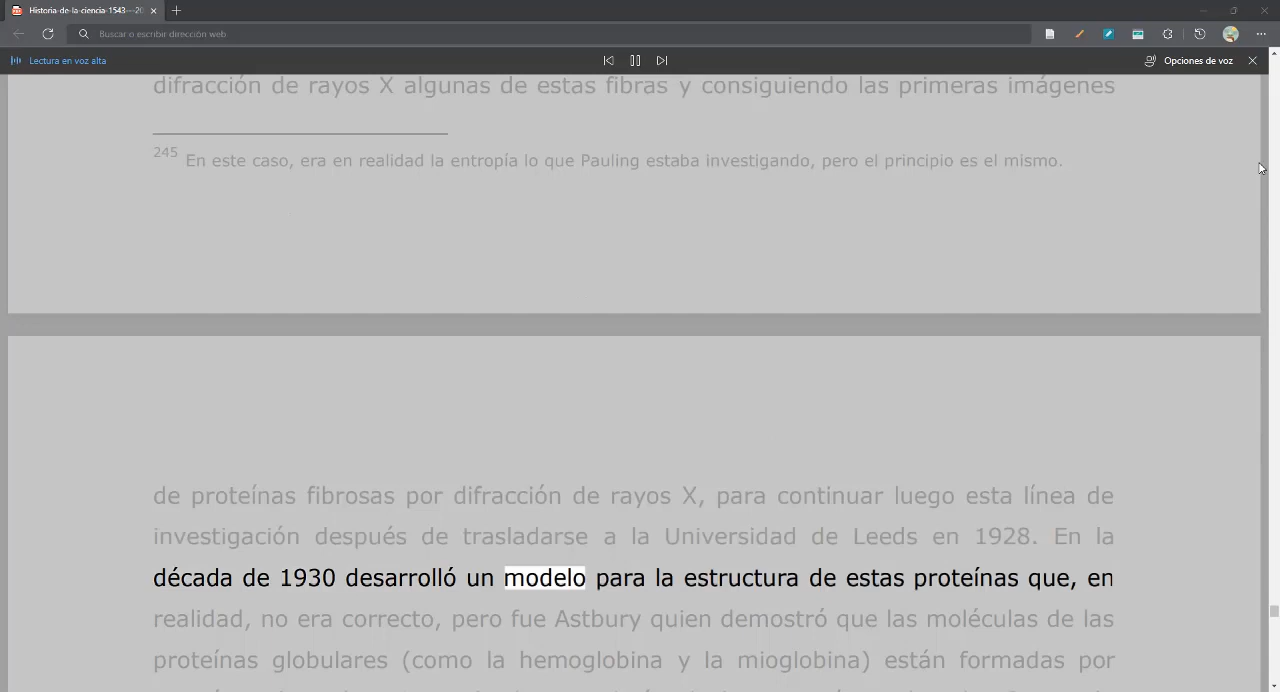 Historia-de-la-ciencia-1543---20
Buscar o escribir dirección web
Lectura en voz alta
Opciones de voz
difracción de rayos X algunas de estas fibras y consiguiendo las primeras imágenes
245 En este caso, era en realidad la entropía lo que Pauling estaba investigando, pero el principio es el mismo.
de proteínas fibrosas por difracción de rayos X, para continuar luego esta línea de
investigación después de trasladarse a la Universidad de Leeds en 1928. En la
década de 1930 desarrolló un modelo para la estructura de estas proteínas que, en
realidad, no era correcto, pero fue Astbury quien demostró que las moléculas de las
proteínas globulares (como la hemoglobina y la mioglobina) están formadas por